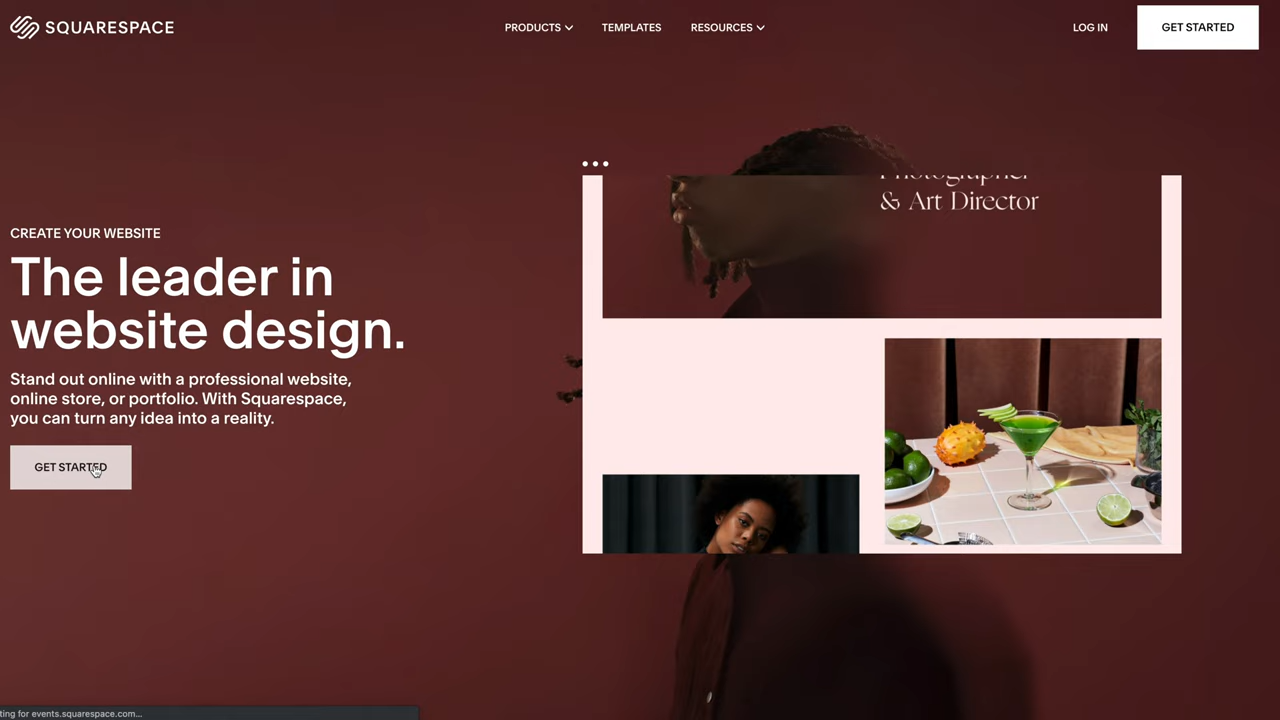 SQUARESPACE
PRODUCTS
TEMPLATES
RESOURCES
LOG IN
GET STARTED
Photographer
& Art Director
CREATE YOUR WEBSITE
The leader in
website design.
Stand out online with a professional website,
online store, or portfolio. With Squarespace,
you can turn any idea into a reality.
GET STARTED
ting for events.squarespace.com...